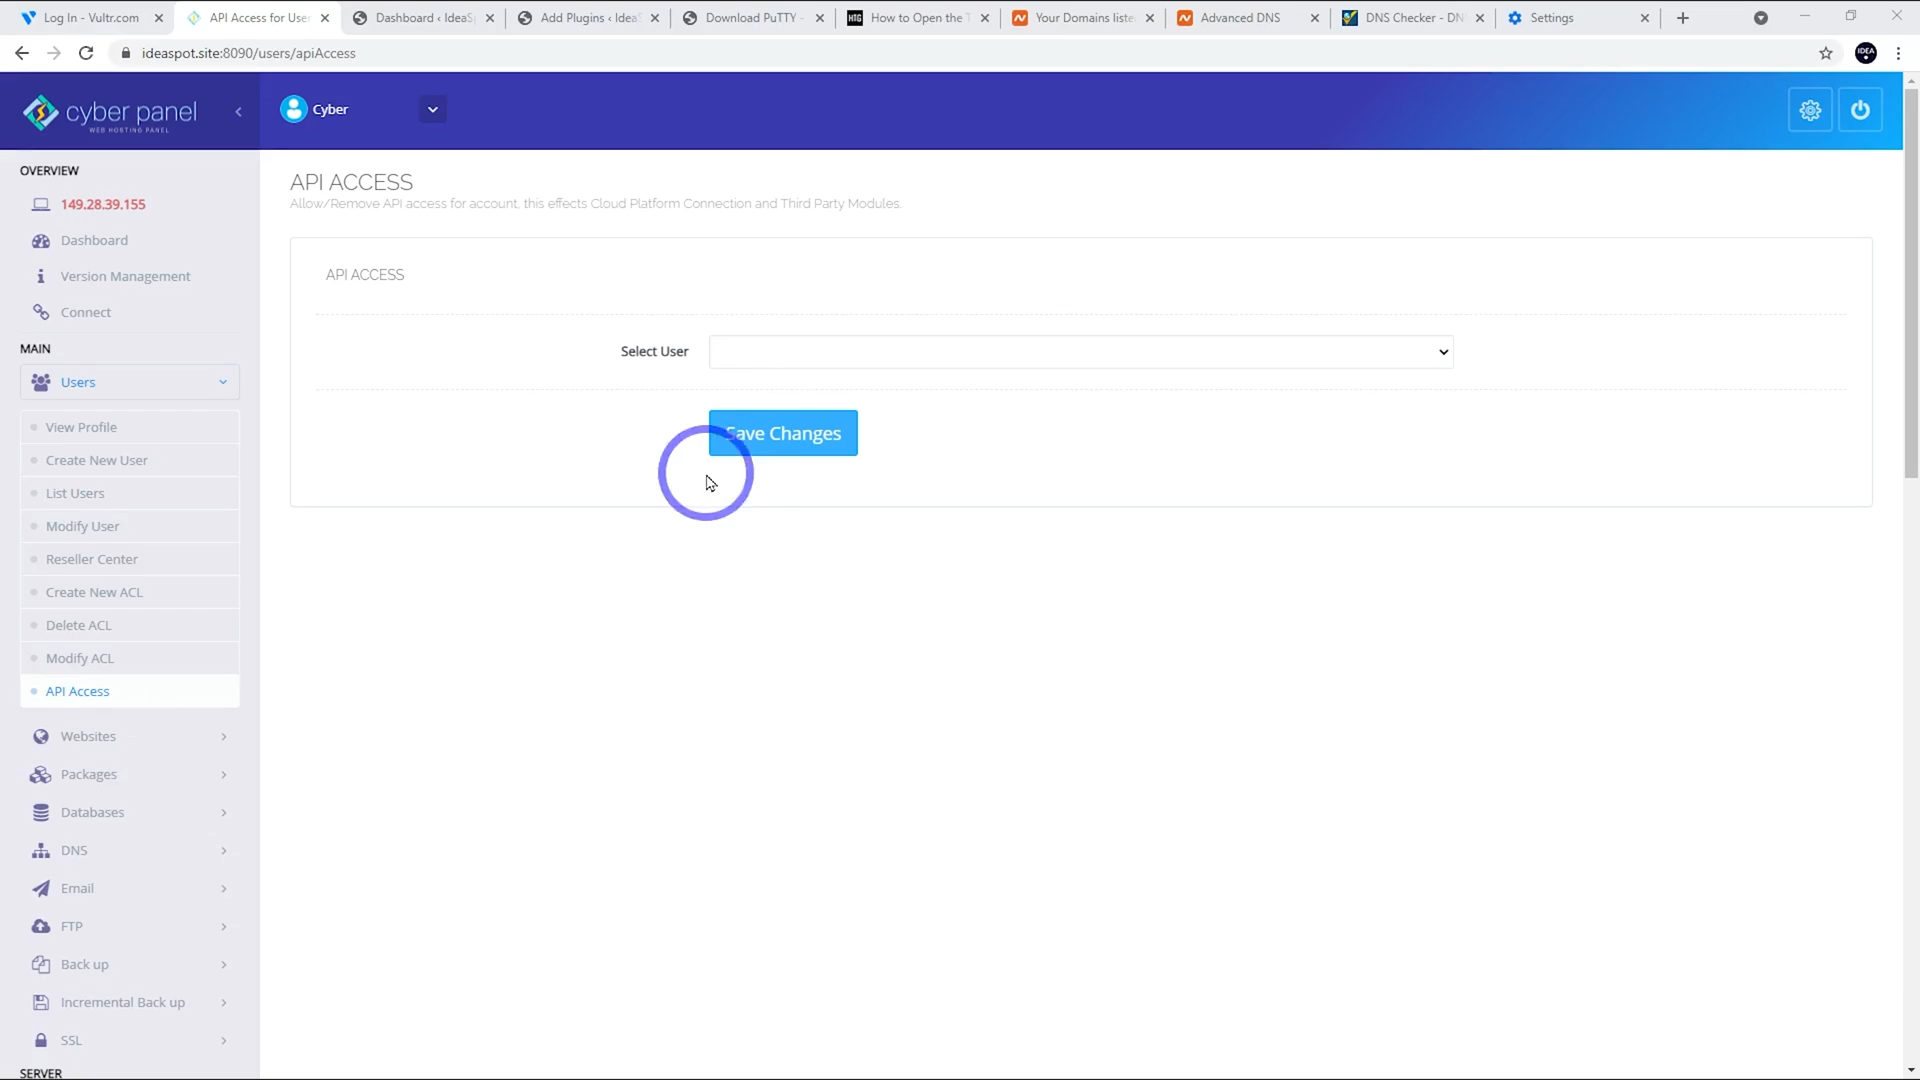 Log In - Vultr.com
API Access for User
Dashboard ‹ IdeaSp
Add Plugins ‹ IdeaS
Download PuTTY -
HTG
How to Open the T
Your Domains liste
Advanced DNS
DNS Checker - DN
Settings
ideaspot.site:8090/users/apiAccess
IDEA
cyber panel
WEB HOSTING PANEL
Cyber
OVERVIEW
149.28.39.155
Dashboard
Version Management
Connect
MAIN
Users
View Profile
Create New User
List Users
Modify User
Reseller Center
Create New ACL
Delete ACL
Modify ACL
API Access
Websites
Packages
Databases
DNS
Email
FTP
Back up
Incremental Back up
SSL
SERVER
API ACCESS
Allow/Remove API access for account, this effects Cloud Platform Connection and Third Party Modules.
API ACCESS
Select User
Save Changes